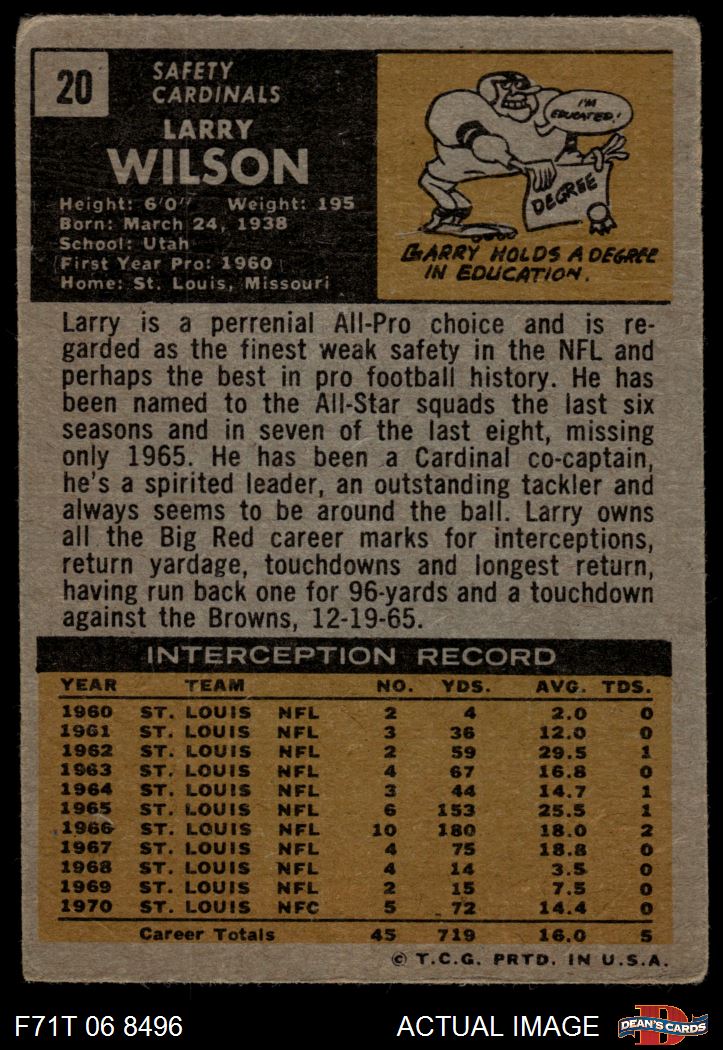 20
SAFETY
CARDINALS
LARRY
WILSON
Height: 6'0" Weight: 195
Born: March 24, 1938
School: Utah
First Year Pro: 1960
Home: St. Louis, Missouri
I'M
EDUCATED!
DEGREE
GARRY HOLDS A DEGREE
IN EDUCATION.
Larry is a perrenial All-Pro choice and is re-
garded as the finest weak safety in the NFL and
perhaps the best in pro football history. He has
been named to the All-Star squads the last six
seasons and in seven of the last eight, missing
only 1965. He has been a Cardinal co-captain,
he's a spirited leader, an outstanding tackler and
always seems to be around the ball. Larry owns
all the Big Red career marks for interceptions,
return yardage, touchdowns and longest return,
having run back one for 96-yards and a touchdown
against the Browns, 12-19-65.
INTERCEPTION RECORD
YEAR TEAM NO. YDS. AVG. TDS.
1960 ST. LOUIS NFL 2 4 2.0 0
1961 ST. LOUIS NFL 3 36 12.0 0
1962 ST. LOUIS NFL 2 59 29.5 1
1963 ST. LOUIS NFL 4 67 16.8 0
1964 ST. LOUIS NFL 3 44 14.7 1
1965 ST. LOUIS NFL 6 153 25.5 1
1966 ST. LOUIS NFL 10 180 18.0 2
1967 ST. LOUIS NFL 4 75 18.8 0
1968 ST. LOUIS NFL 4 14 3.5 0
1969 ST. LOUIS NFL 2 15 7.5 0
1970 ST. LOUIS NFC 5 72 14.4 0
Career Totals 45 719 16.0 5
© T.C.G. PRTD. IN U.S.A.
F71T 06 8496 ACTUAL IMAGE D DEAN'S CARDS